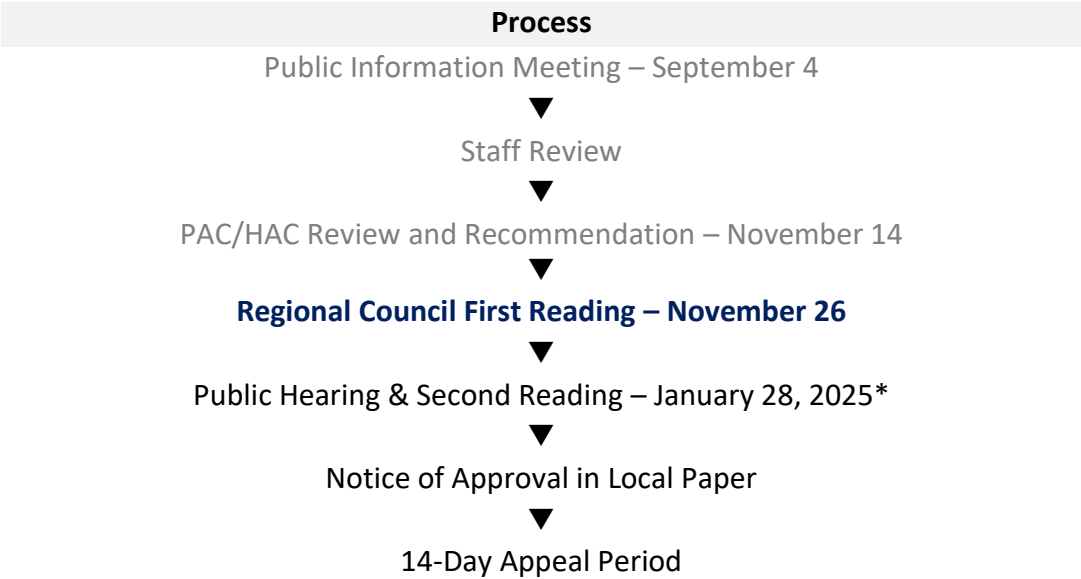 Process
Public Information Meeting – September 4
Staff Review
PAC/HAC Review and Recommendation – November 14
Regional Council First Reading – November 26
Public Hearing & Second Reading – January 28, 2025*
Notice of Approval in Local Paper
14-Day Appeal Period